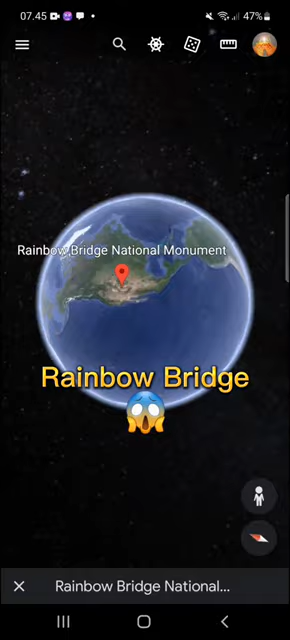 07.45
47%
Rainbow Bridge National Monument
Rainbow Bridge
Rainbow Bridge National...